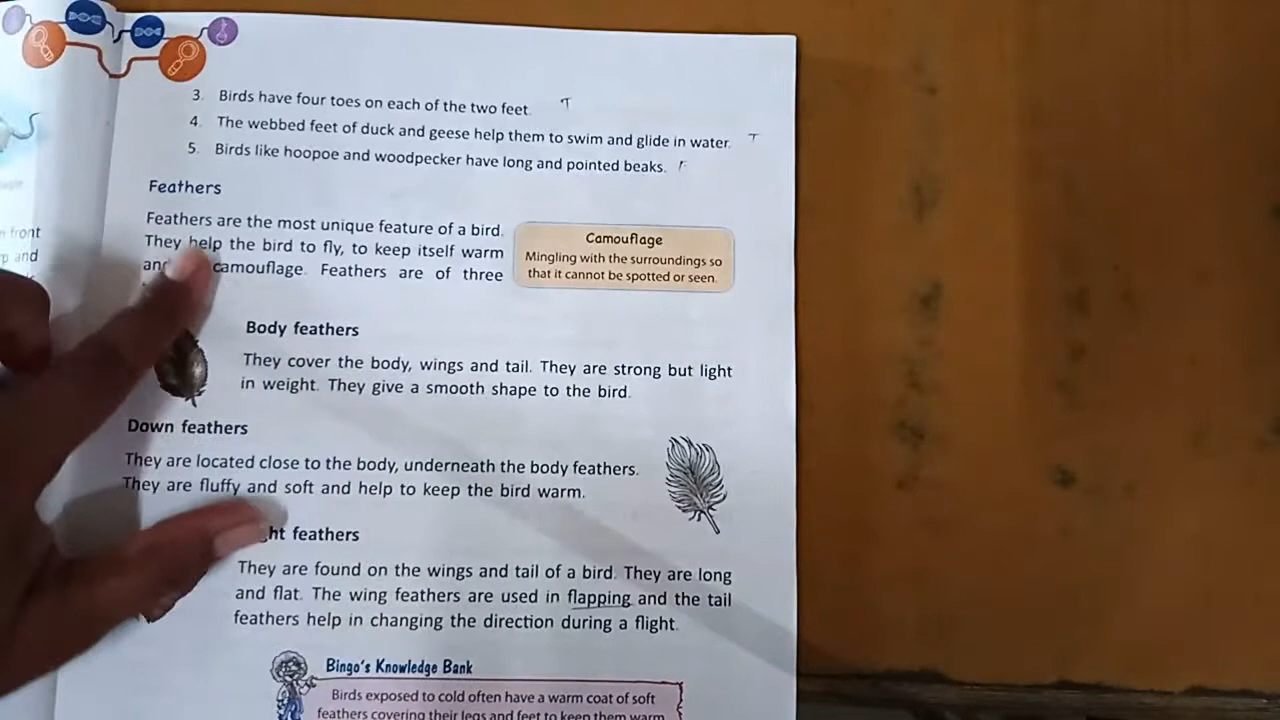 3. Birds have four toes on each of the two feet. T
4. The webbed feet of duck and geese help them to swim and glide in water. T
5. Birds like hoopoe and woodpecker have long and pointed beaks.
Feathers
Feathers are the most unique feature of a bird.
They help the bird to fly, to keep itself warm
camouflage. Feathers are of three
Camouflage
Mingling with the surroundings so
that it cannot be spotted or seen.
Body feathers
They cover the body, wings and tail. They are strong but light
in weight. They give a smooth shape to the bird.
Down feathers
They are located close to the body, underneath the body feathers.
They are fluffy and soft and help to keep the bird warm.
feathers
They are found on the wings and tail of a bird. They are long
and flat. The wing feathers are used in flapping and the tail
feathers help in changing the direction during a flight.
Bingo's Knowledge Bank
Birds exposed to cold often have a warm coat of soft
feathers covering their legs and feet to keep them warm
front
and